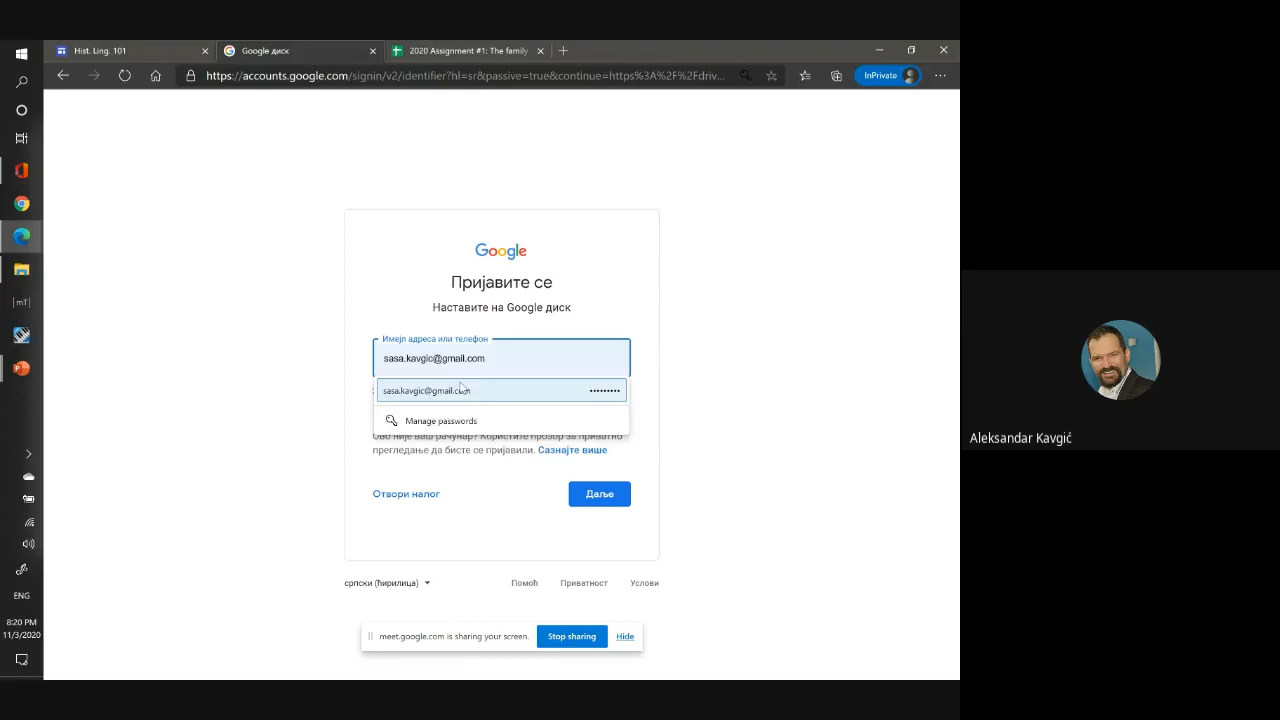 Hist. Ling. 101
Google диск
2020 Assignment #1: The family
https://accounts.google.com/signin/v2/identifier?hl=sr&passive=true&continue=https%3A%2F%2Fdriv...
InPrivate
Google
Пријавите се
Наставите на Google диск
Имејл адреса или телефон
sasa.kavgic@gmail.com
sasa.kavgic@gmail.com •••••••••
Manage passwords
Ово није ваш рачунар? Користите прозор за приватно
прегледање да бисте се пријавили. Сазнајте више
Отвори налог
Даље
српски (ћирилица)
Помоћ
Приватност
Услови
meet.google.com is sharing your screen.
Stop sharing
Hide
mT
ENG
8:20 PM
11/3/2020
Aleksandar Kavgić